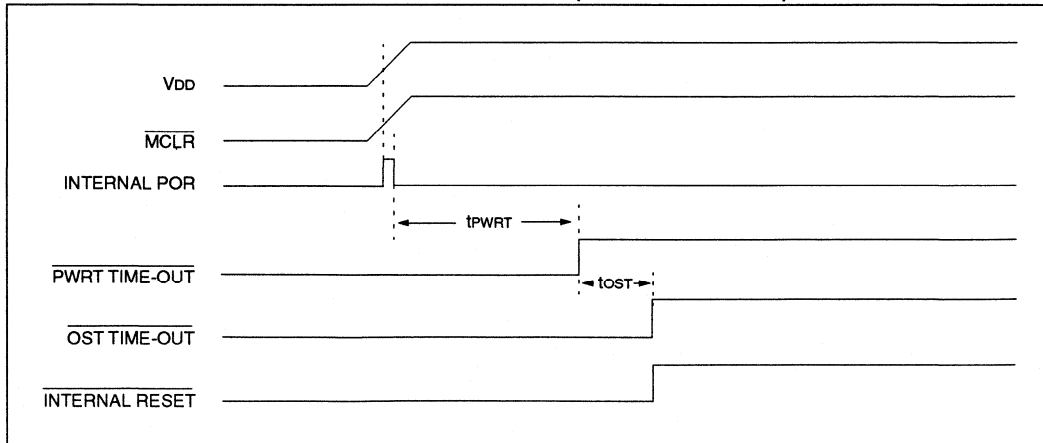 VDD
MCLR
INTERNAL POR
tPWRT
PWRT TIME-OUT
tOST
OST TIME-OUT
INTERNAL RESET